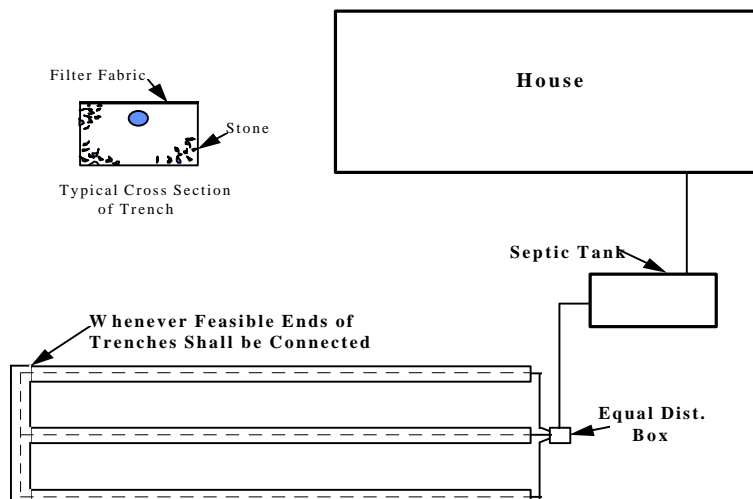 House
Filter Fabric
Stone
Typical Cross Section
of Trench
Septic Tank
Whenever Feasible Ends of
Trenches Shall be Connected
Equal Dist.
Box